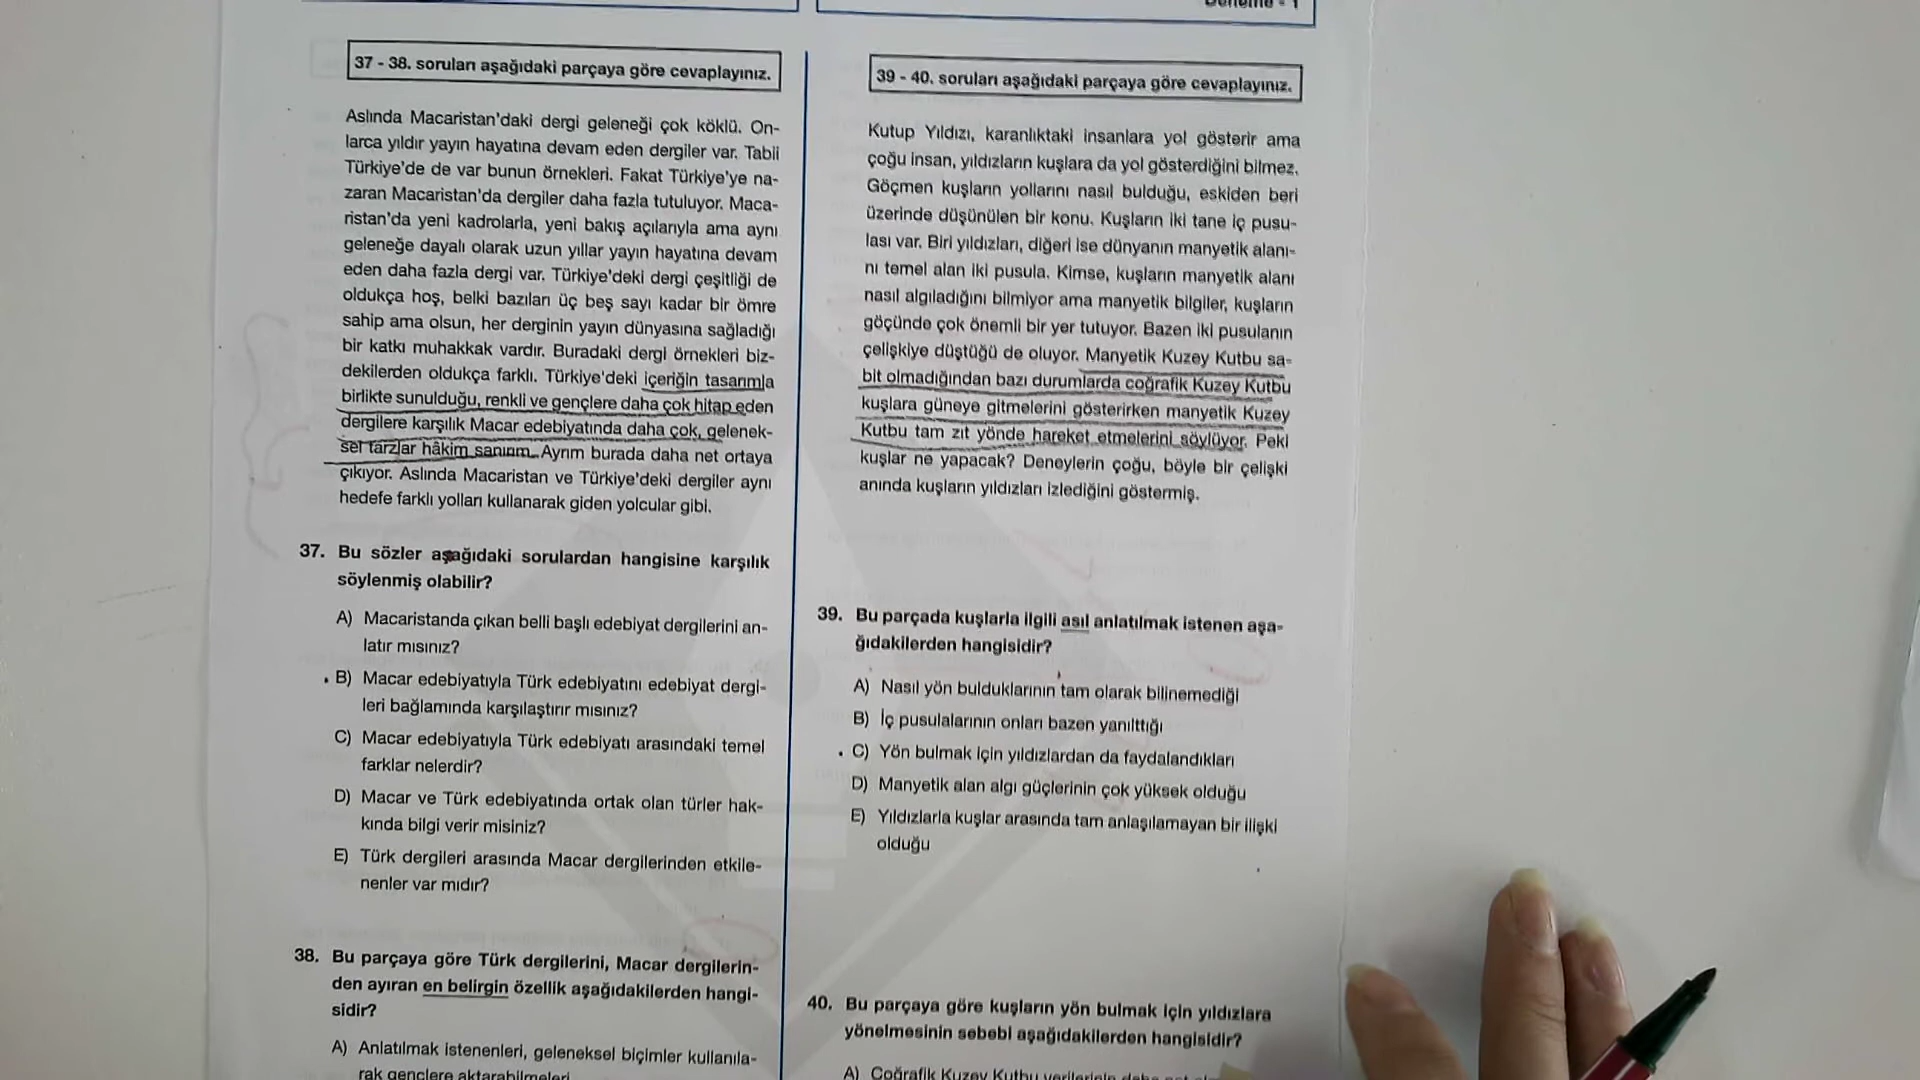 Deneme - 1
37 - 38. soruları aşağıdaki parçaya göre cevaplayınız.
Aslında Macaristan'daki dergi geleneği çok köklü. On-
larca yıldır yayın hayatına devam eden dergiler var. Tabii
Türkiye'de de var bunun örnekleri. Fakat Türkiye'ye na-
zaran Macaristan'da dergiler daha fazla tutuluyor. Maca-
ristan'da yeni kadrolarla, yeni bakış açılarıyla ama aynı
geleneğe dayalı olarak uzun yıllar yayın hayatına devam
eden daha fazla dergi var. Türkiye'deki dergi çeşitliği de
oldukça hoş, belki bazıları üç beş sayı kadar bir ömre
sahip ama olsun, her derginin yayın dünyasına sağladığı
bir katkı muhakkak vardır. Buradaki dergi örnekleri biz-
dekilerden oldukça farklı. Türkiye'deki içeriğin tasarımla
birlikte sunulduğu, renkli ve gençlere daha çok hitap eden
dergilere karşılık Macar edebiyatında daha çok, gelenek-
sel tarzlar hâkim sanırım. Ayrım burada daha net ortaya
çıkıyor. Aslında Macaristan ve Türkiye'deki dergiler aynı
hedefe farklı yolları kullanarak giden yolcular gibi.
37. Bu sözler aşağıdaki sorulardan hangisine karşılık
söylenmiş olabilir?
A) Macaristanda çıkan belli başlı edebiyat dergilerini an-
latır mısınız?
B) Macar edebiyatıyla Türk edebiyatını edebiyat dergi-
leri bağlamında karşılaştırır mısınız?
C) Macar edebiyatıyla Türk edebiyatı arasındaki temel
farklar nelerdir?
D) Macar ve Türk edebiyatında ortak olan türler hak-
kında bilgi verir misiniz?
E) Türk dergileri arasında Macar dergilerinden etkile-
nenler var mıdır?
38. Bu parçaya göre Türk dergilerini, Macar dergilerin-
den ayıran en belirgin özellik aşağıdakilerden hangi-
sidir?
A) Anlatılmak istenenleri, geleneksel biçimler kullanıla-
rak gençlere aktarabilmeleri
39 - 40. soruları aşağıdaki parçaya göre cevaplayınız.
Kutup Yıldızı, karanlıktaki insanlara yol gösterir ama
çoğu insan, yıldızların kuşlara da yol gösterdiğini bilmez.
Göçmen kuşların yollarını nasıl bulduğu, eskiden beri
üzerinde düşünülen bir konu. Kuşların iki tane iç pusu-
lası var. Biri yıldızları, diğeri ise dünyanın manyetik alanı-
nı temel alan iki pusula. Kimse, kuşların manyetik alanı
nasıl algıladığını bilmiyor ama manyetik bilgiler, kuşların
göçünde çok önemli bir yer tutuyor. Bazen iki pusulanın
çelişkiye düştüğü de oluyor. Manyetik Kuzey Kutbu sa-
bit olmadığından bazı durumlarda coğrafik Kuzey Kutbu
kuşlara güneye gitmelerini gösterirken manyetik Kuzey
Kutbu tam zıt yönde hareket etmelerini söylüyor. Peki
kuşlar ne yapacak? Deneylerin çoğu, böyle bir çelişki
anında kuşların yıldızları izlediğini göstermiş.
39. Bu parçada kuşlarla ilgili asıl anlatılmak istenen aşa-
ğıdakilerden hangisidir?
A) Nasıl yön bulduklarının tam olarak bilinemediği
B) İç pusulalarının onları bazen yanılttığı
C) Yön bulmak için yıldızlardan da faydalandıkları
D) Manyetik alan algı güçlerinin çok yüksek olduğu
E) Yıldızlarla kuşlar arasında tam anlaşılamayan bir ilişki
olduğu
40. Bu parçaya göre kuşların yön bulmak için yıldızlara
yönelmesinin sebebi aşağıdakilerden hangisidir?
A) Coğrafik Kuzey Kutbu verilerinin daha net